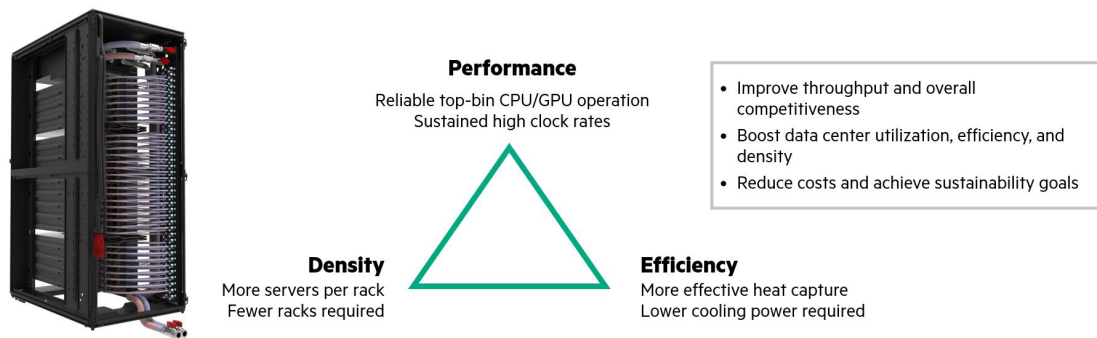 Performance
Reliable top-bin CPU/GPU operation
Sustained high clock rates
Density
More servers per rack
Fewer racks required
Efficiency
More effective heat capture
Lower cooling power required
• Improve throughput and overall
competitiveness
• Boost data center utilization, efficiency, and
density
• Reduce costs and achieve sustainability goals